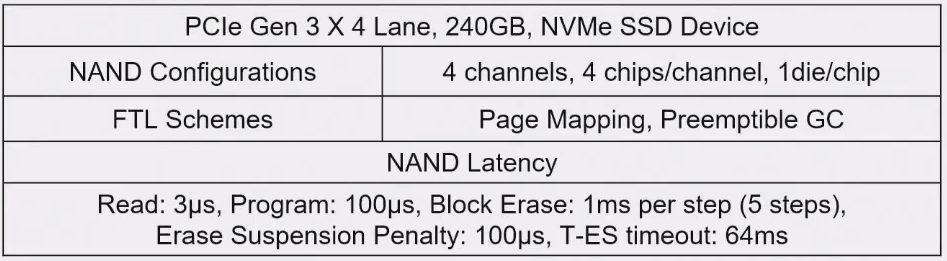 PCIe Gen 3 X 4 Lane, 240GB, NVMe SSD Device
NAND Configurations
4 channels, 4 chips/channel, 1die/chip
FTL Schemes
Page Mapping, Preemptible GC
NAND Latency
Read: 3µs, Program: 100µs, Block Erase: 1ms per step (5 steps),
Erase Suspension Penalty: 100µs, T-ES timeout: 64ms